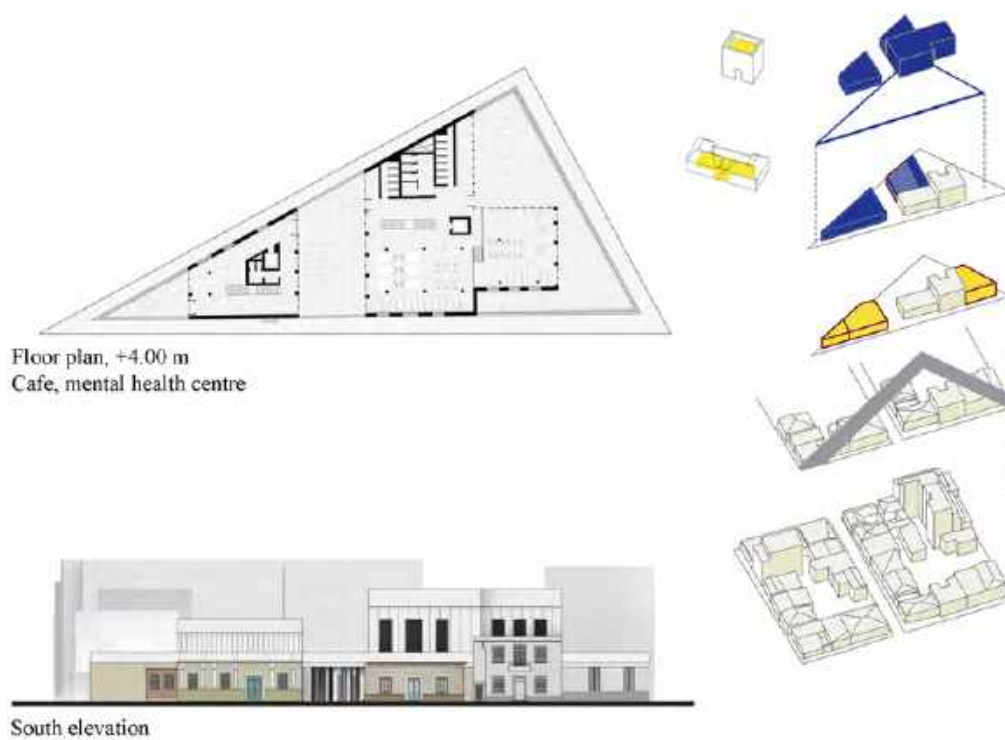 Floor plan, +4.00 m
Cafe, mental health centre
South elevation